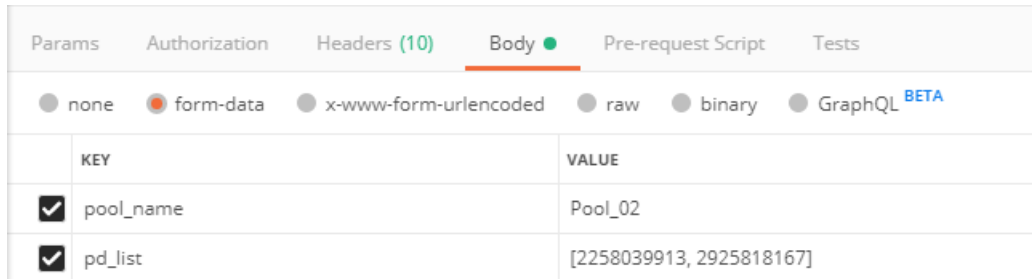 Params Authorization Headers (10) Body Pre-request Script Tests
none form-data x-www-form-urlencoded raw binary GraphQL BETA
KEY VALUE
pool_name Pool_02
pd_list [2258039913, 2925818167]